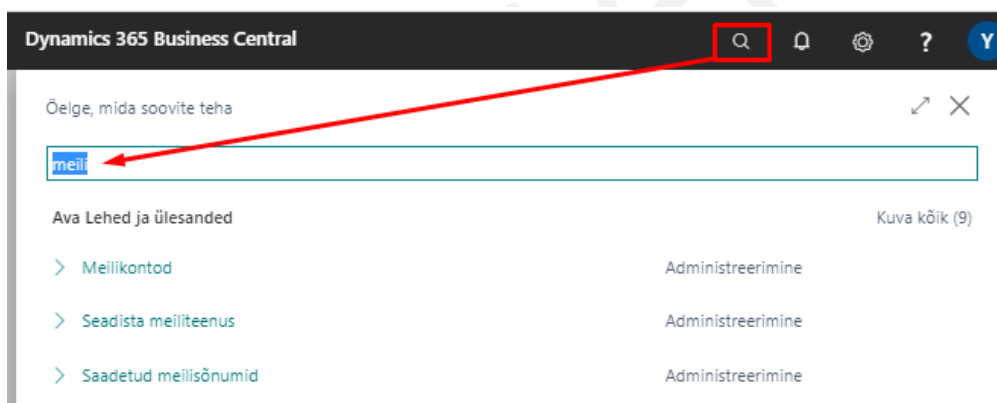 Dynamics 365 Business Central ? Y
Öelge, mida soovite teha
meili
Ava Lehed ja ülesanded Kuva kõik (9)
Meilikontod Administreerimine
Seadista meiliteenus Administreerimine
Saadetud meilisõnumid Administreerimine